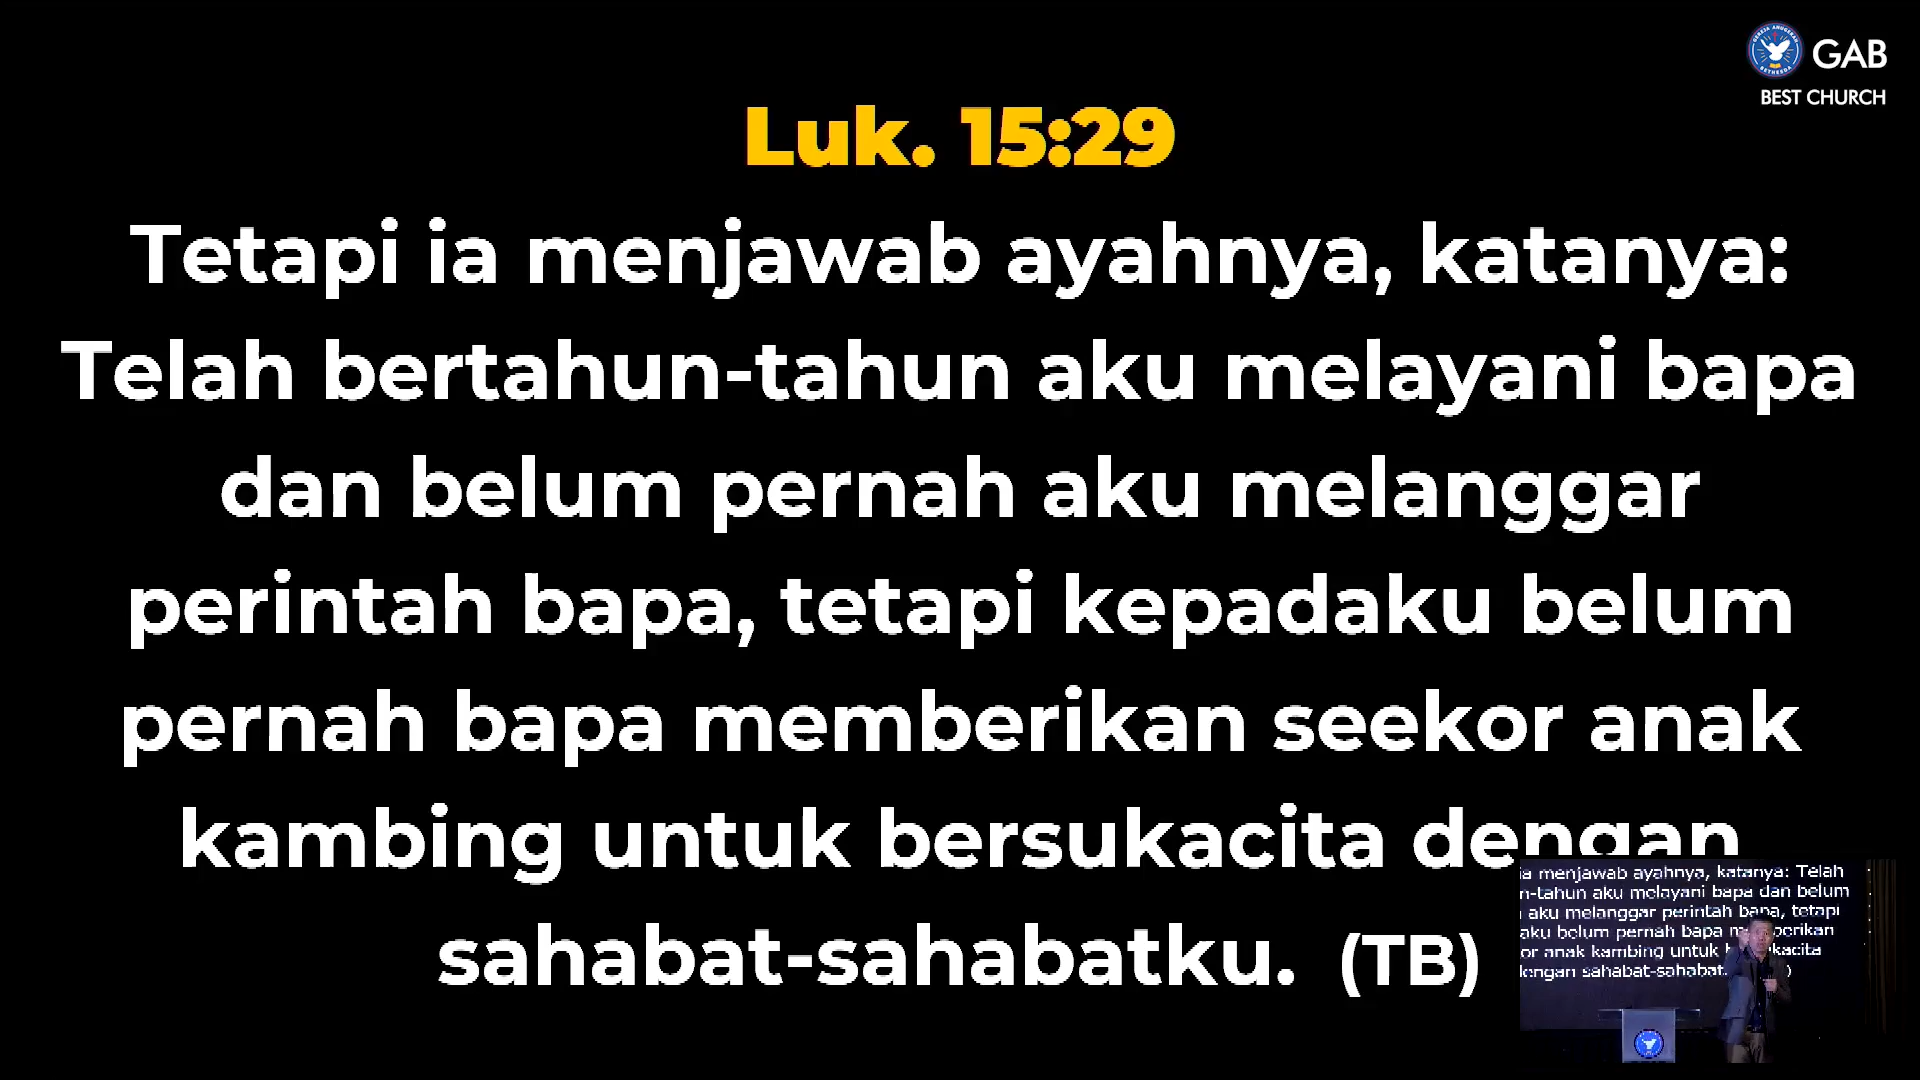 GAB
BEST CHURCH
Luk. 15:29
Tetapi ia menjawab ayahnya, katanya:
Telah bertahun-tahun aku melayani bapa
dan belum pernah aku melanggar
perintah bapa, tetapi kepadaku belum
pernah bapa memberikan seekor anak
kambing untuk bersukacita dengan
sahabat-sahabatku. (TB)
ia menjawab ayahnya, katanya: Telah
n-tahun aku melayani bapa dan belum
aku melanggar perintah bapa, tetapi
aku belum pernah bapa
or anak kambing untuk
dengan sahabat-sahabat